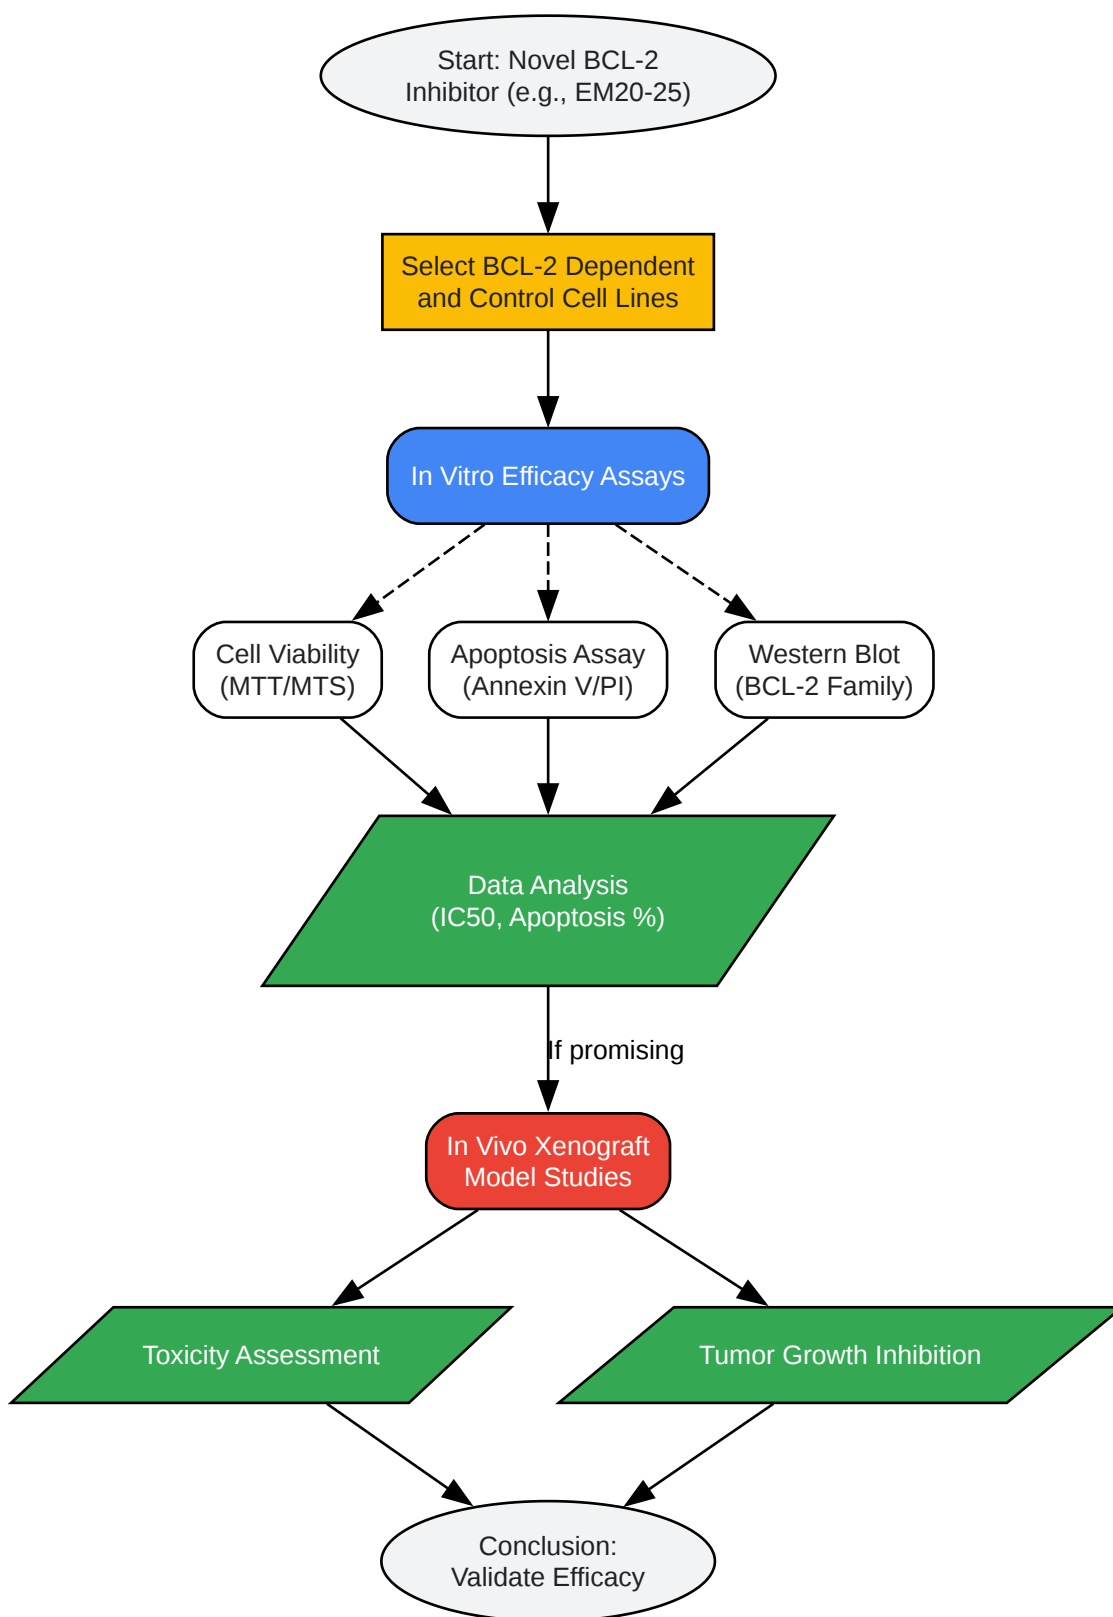 Start: Novel BCL-2
Inhibitor (e.g., EM20-25)
Select BCL-2 Dependent
and Control Cell Lines
In Vitro Efficacy Assays
Cell Viability
(MTT/MTS)
Apoptosis Assay
(Annexin V/PI)
Western Blot
(BCL-2 Family)
Data Analysis
(IC50, Apoptosis %)
If promising
In Vivo Xenograft
Model Studies
Toxicity Assessment
Tumor Growth Inhibition
Conclusion:
Validate Efficacy